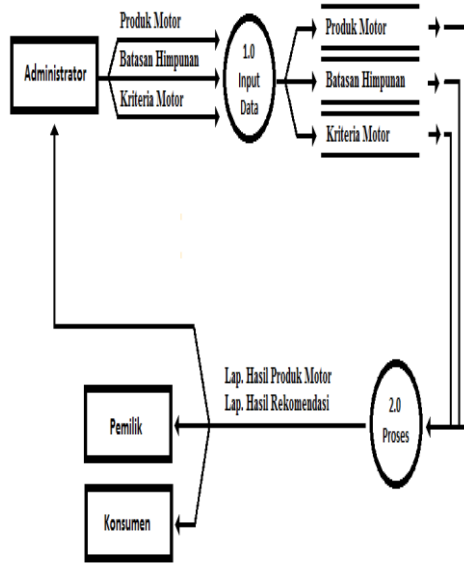 Produk Motor
Batasan Himpunan
Kriteria Motor
Administrator
1.0
Input
Data
Produk Motor
Batasan Himpunan
Kriteria Motor
Lap. Hasil Produk Motor
Lap. Hasil Rekomendasi
2.0
Proses
Pemilik
Konsumen